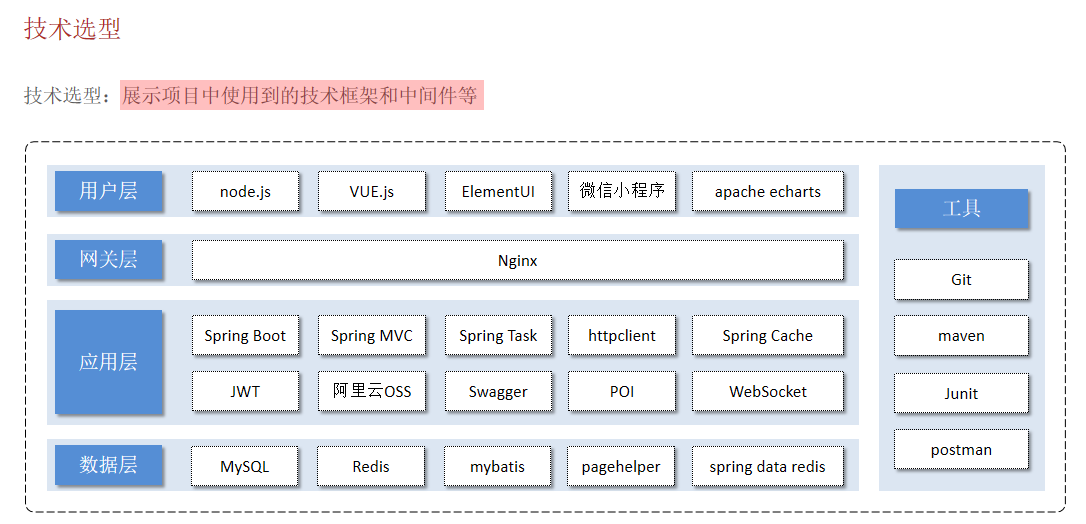 技术选型
技术选型：展示项目中使用到的技术框架和中间件等
用户层
node.js
VUE.js
ElementUI
微信小程序
apache echarts
网关层
Nginx
应用层
Spring Boot
Spring MVC
Spring Task
httpclient
Spring Cache
JWT
阿里云OSS
Swagger
POI
WebSocket
数据层
MySQL
Redis
mybatis
pagehelper
spring data redis
工具
Git
maven
Junit
postman